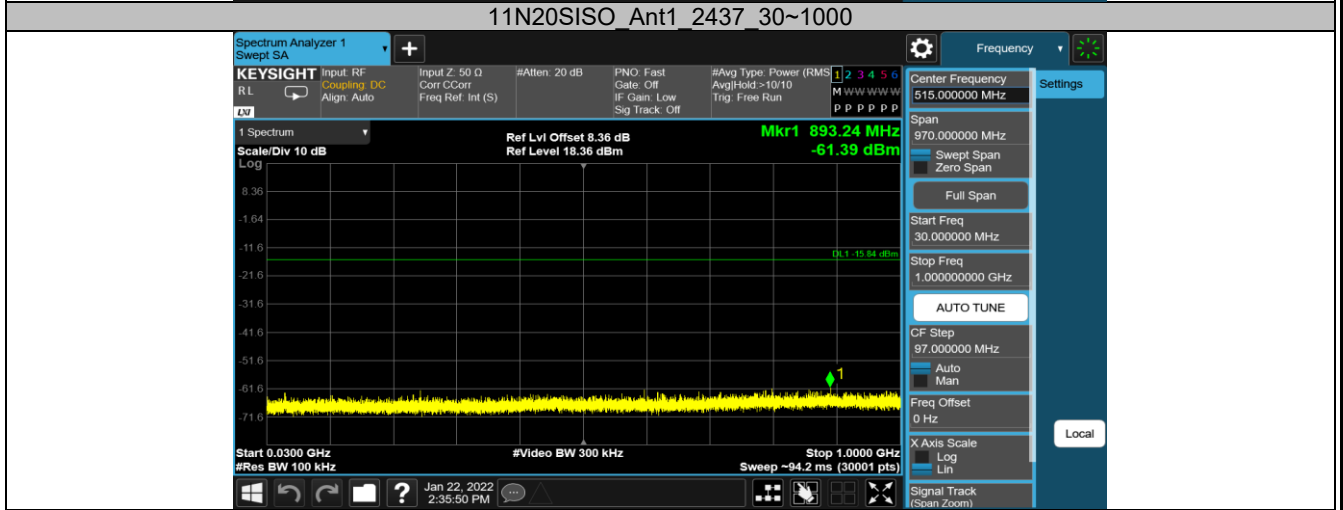 11N20SISO_Ant1_2437_30~1000
Spectrum Analyzer 1
Swept SA
+
Frequency
KEYSIGHT
RL
LXI
Input: RF
Coupling: DC
Align: Auto
Input Z: 50 Ω
Corr CCorr
Freq Ref: Int (S)
#Atten: 20 dB
PNO: Fast
Gate: Off
IF Gain: Low
Sig Track: Off
#Avg Type: Power (RMS
Avg|Hold:>10/10
Trig: Free Run
1 2 3 4 5 6
M W W W W W
P P P P P P
1 Spectrum
Scale/Div 10 dB
Log
Ref Lvl Offset 8.36 dB
Ref Level 18.36 dBm
Mkr1 893.24 MHz
-61.39 dBm
8.36
-1.64
-11.6
DL1 -15.84 dBm
-21.6
-31.6
-41.6
-51.6
1
-61.6
-71.6
Start 0.0300 GHz
#Res BW 100 kHz
#Video BW 300 kHz
Stop 1.0000 GHz
Sweep ~94.2 ms (30001 pts)
?
Jan 22, 2022
2:35:50 PM
Center Frequency
515.000000 MHz
Settings
Span
970.000000 MHz
Swept Span
Zero Span
Full Span
Start Freq
30.000000 MHz
Stop Freq
1.000000000 GHz
AUTO TUNE
CF Step
97.000000 MHz
Auto
Man
Freq Offset
0 Hz
X Axis Scale
Log
Lin
Local
Signal Track
(Span Zoom)